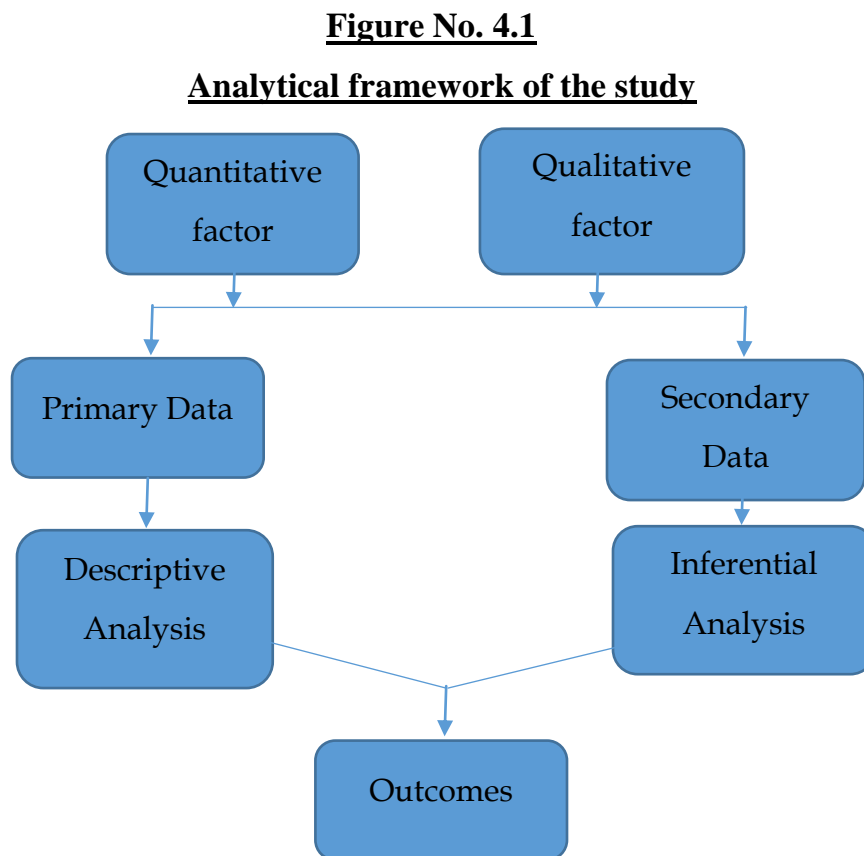 Figure No. 4.1
Analytical framework of the study
Quantitative
factor
Qualitative
factor
Primary Data
Secondary
Data
Descriptive
Analysis
Inferential
Analysis
Outcomes